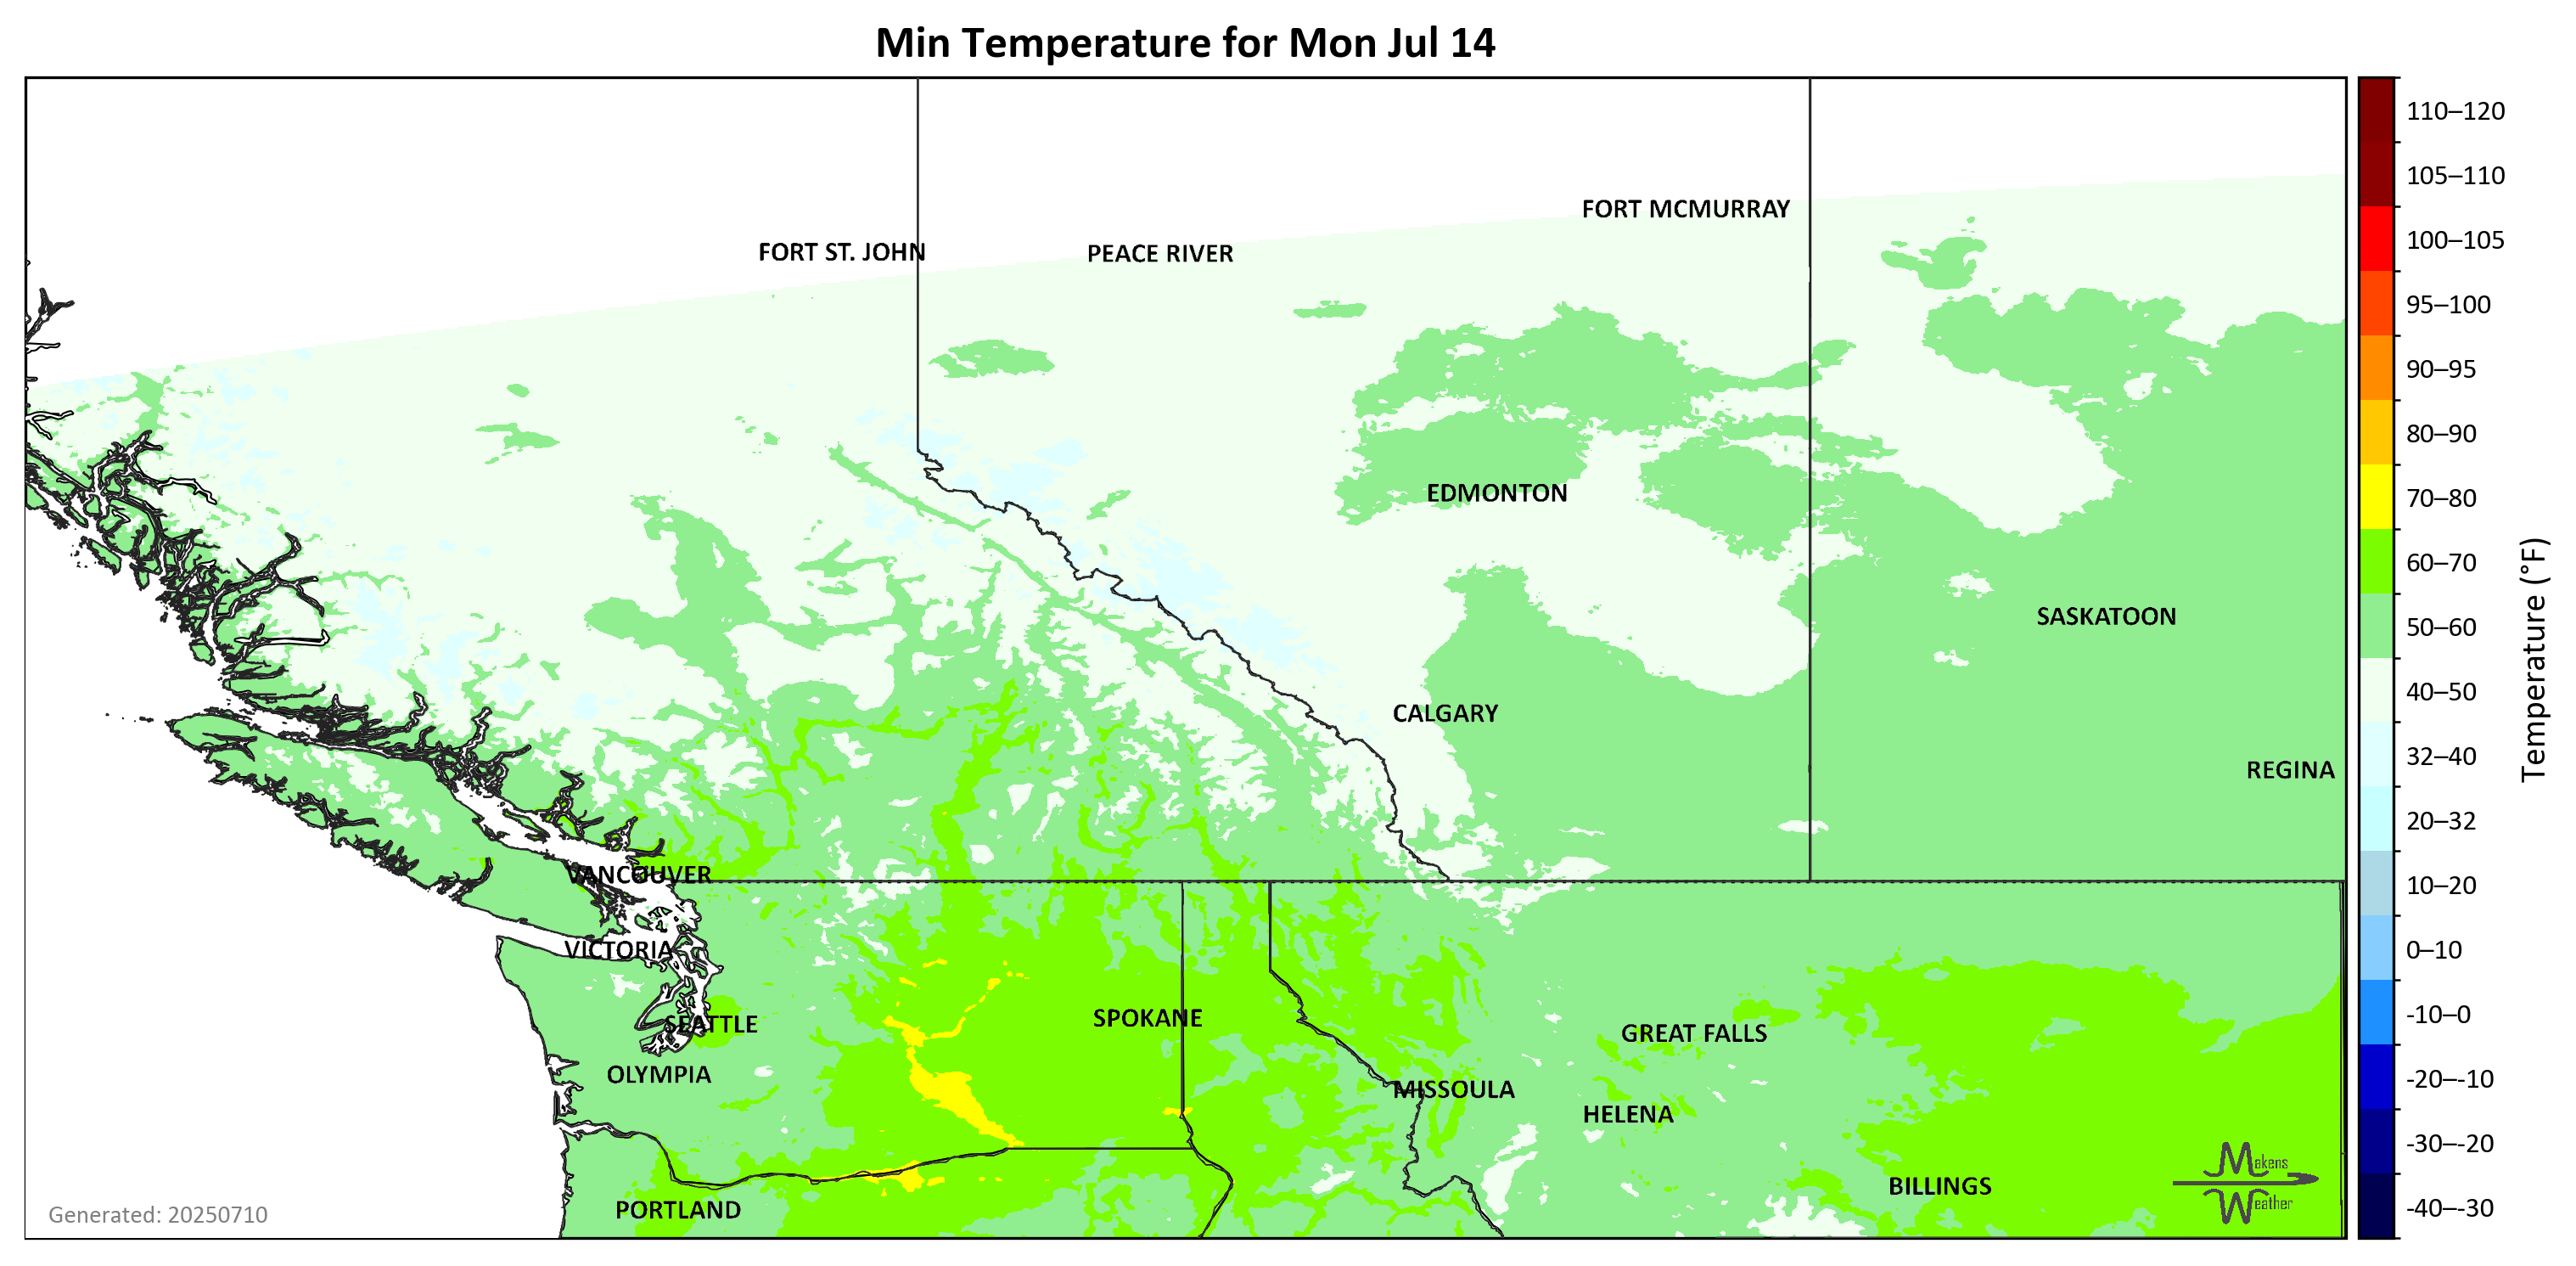 Min Temperature for Mon Jul 14
110–120
105–110
FORT MCMURRAY
100–105
FORT ST. JOHN
PEACE RIVER
95–100
90–95
80–90
EDMONTON
70–80
60–70
SASKATOON
50–60
Temperature (°F)
40–50
CALGARY
REGINA
32–40
20–32
VANCOUVER
10–20
VICTORIA
0–10
SEATTLE
SPOKANE
GREAT FALLS
-10–0
OLYMPIA
MISSOULA
-20–-10
HELENA
-30–-20
Makens
Weather
BILLINGS
PORTLAND
-40–-30
Generated: 20250710